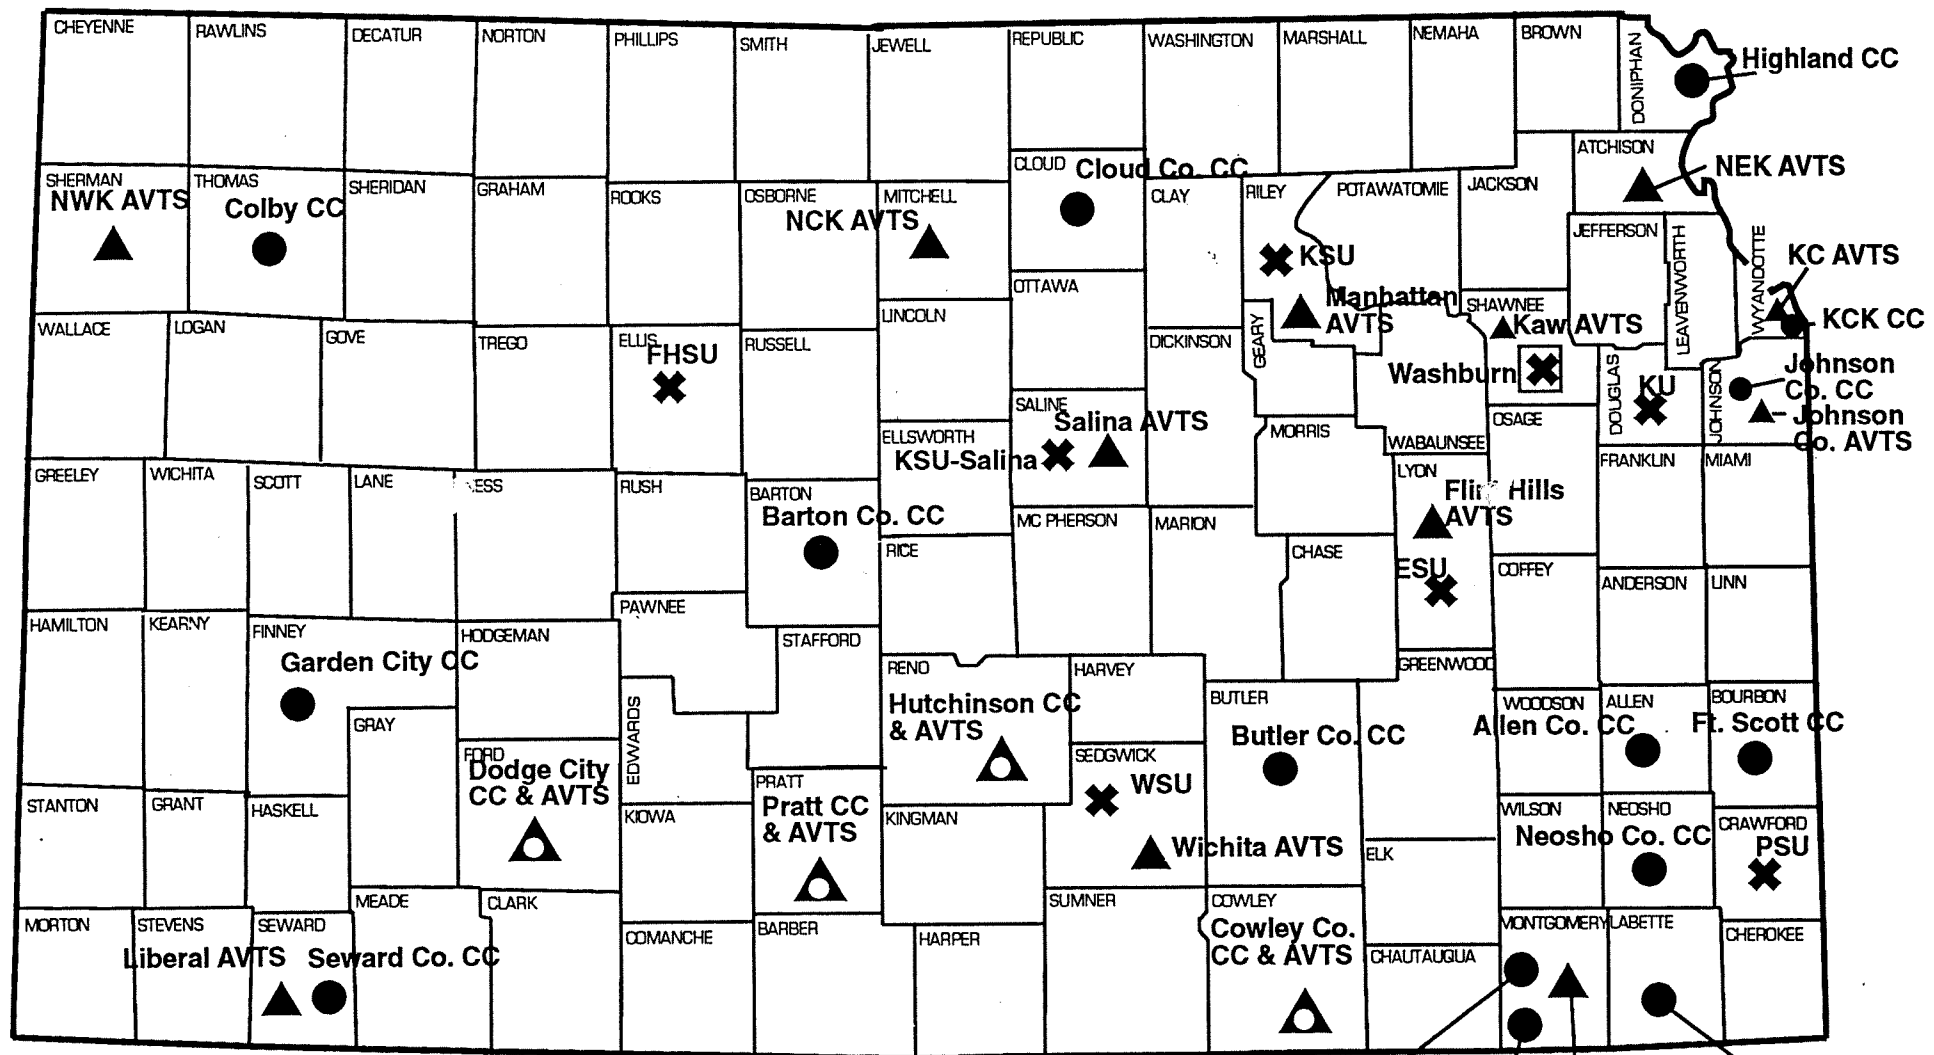 CHEYENNE
RAWLINS
DECATUR
NORTON
PHILLIPS
SMITH
JEWELL
REPUBLIC
WASHINGTON
MARSHALL
NEMAHA
BROWN
DONIPHAN
Highland CC
SHERMAN
NWK AVTS
THOMAS
Colby CC
SHERIDAN
GRAHAM
ROOKS
OSBORNE
MITCHELL
NCK AVTS
CLOUD
Cloud Co. CC
CLAY
RILEY
KSU
POTAWATOMIE
JACKSON
ATCHISON
NEK AVTS
JEFFERSON
LEAVENWORTH
WYANDOTTE
KC AVTS
KCK CC
WALLACE
LOGAN
GOVE
TREGO
ELLIS
FHSU
RUSSELL
LINCOLN
OTTAWA
DICKINSON
GEARY
Manhattan
AVTS
SHAWNEE
Kaw AVTS
Washburn
DOUGLAS
KU
JOHNSON
Johnson
Co. CC
Johnson
Co. AVTS
SALINE
Salina AVTS
ELLSWORTH
KSU-Salina
MORRIS
WABAUNSEE
OSAGE
FRANKLIN
MIAMI
GREELEY
WICHITA
SCOTT
LANE
ESS
RUSH
BARTON
Barton Co. CC
RICE
MC PHERSON
MARION
CHASE
LYON
Flint Hills
AVTS
ESU
COFFEY
ANDERSON
LINN
HAMILTON
KEARNY
FINNEY
Garden City CC
HODGEMAN
PAWNEE
STAFFORD
EDWARDS
GRAY
FORD
Dodge City
CC & AVTS
RENO
Hutchinson CC
& AVTS
HARVEY
SEDGWICK
WSU
Wichita AVTS
BUTLER
Butler Co. CC
GREENWOOD
WOODSON
ALLEN
Allen Co. CC
BOURBON
Ft. Scott CC
STANTON
GRANT
HASKELL
KIOWA
PRATT
Pratt CC
& AVTS
KINGMAN
ELK
WILSON
NEOSHO
Neosho Co. CC
CRAWFORD
PSU
MORTON
STEVENS
SEWARD
Liberal AVTS
Seward Co. CC
MEADE
CLARK
COMANCHE
BARBER
HARPER
SUMNER
COWLEY
Cowley Co.
CC & AVTS
CHAUTAUQUA
MONTGOMERY
LABETTE
CHEROKEE